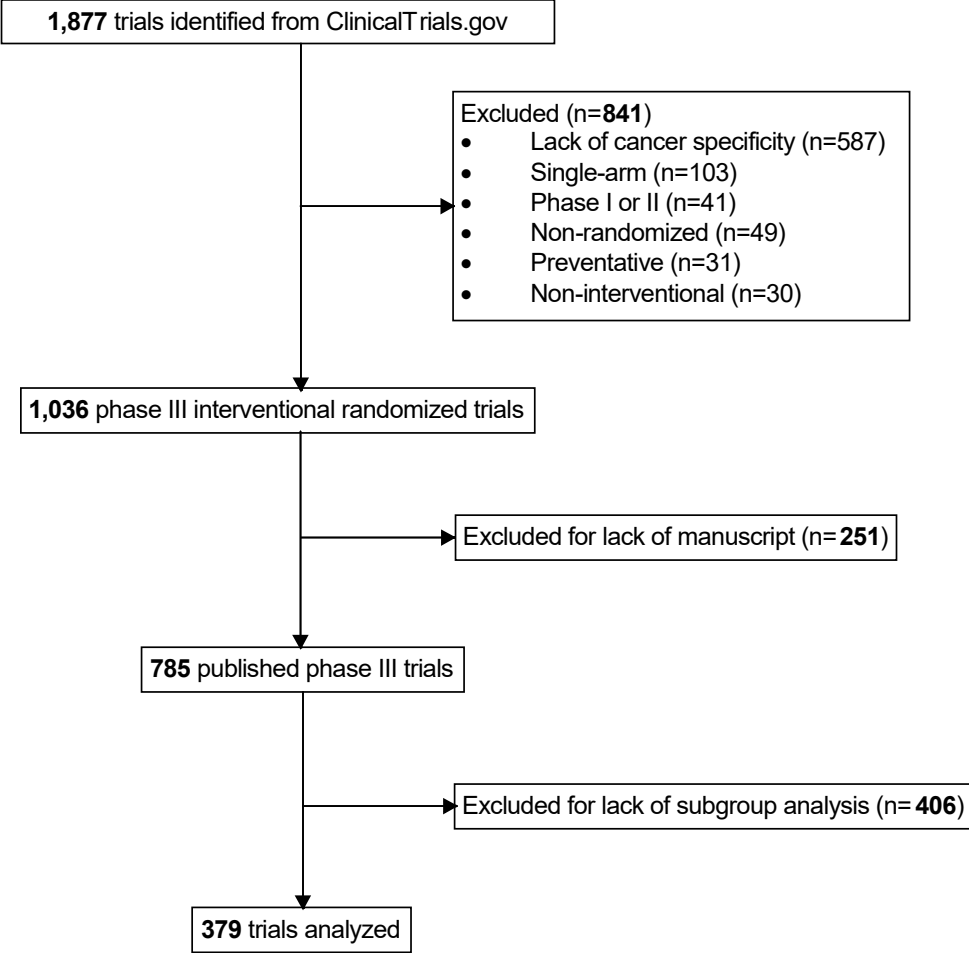 1,877 trials identified from ClinicalTrials.gov
Excluded (n=841)
• Lack of cancer specificity (n=587)
• Single-arm (n=103)
• Phase I or II (n=41)
• Non-randomized (n=49)
• Preventative (n=31)
• Non-interventional (n=30)
1,036 phase III interventional randomized trials
Excluded for lack of manuscript (n=251)
785 published phase III trials
Excluded for lack of subgroup analysis (n=406)
379 trials analyzed